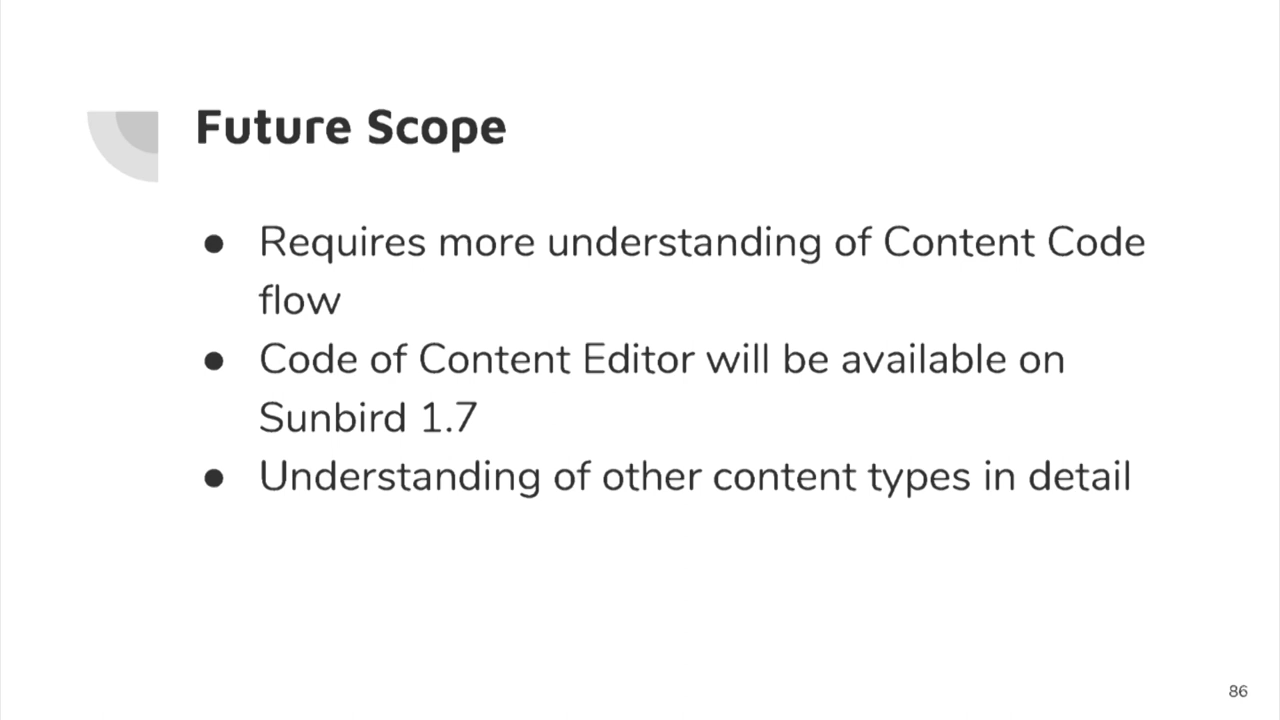 Future Scope
● Requires more understanding of Content Code
flow
● Code of Content Editor will be available on
Sunbird 1.7
● Understanding of other content types in detail
86